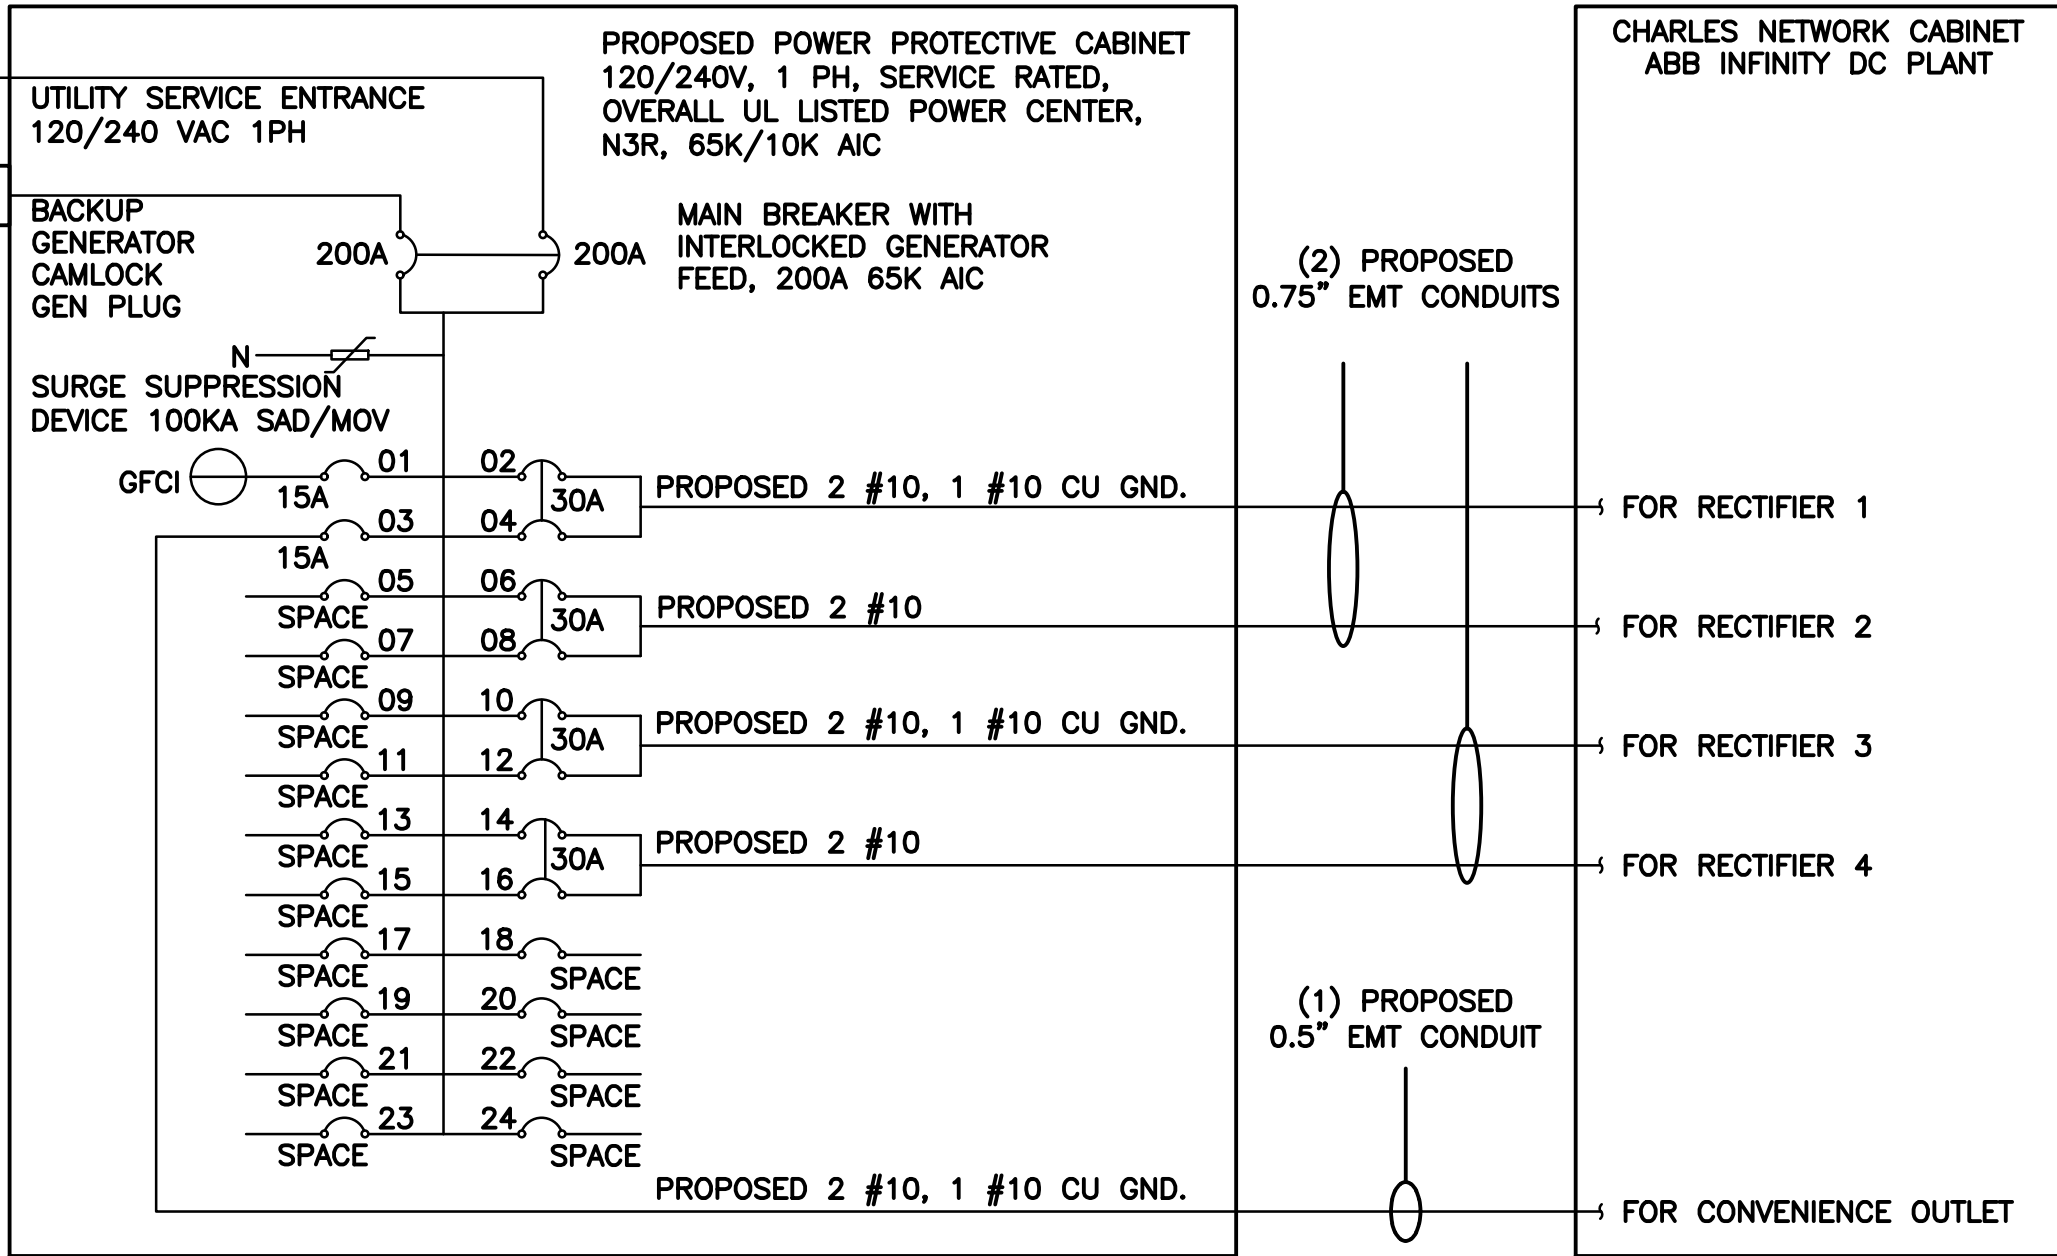 PROPOSED POWER PROTECTIVE CABINET
120/240V, 1 PH, SERVICE RATED,
OVERALL UL LISTED POWER CENTER,
N3R, 65K/10K AIC
CHARLES NETWORK CABINET
ABB INFINITY DC PLANT
UTILITY SERVICE ENTRANCE
120/240 VAC 1PH
BACKUP
GENERATOR
CAMLOCK
GEN PLUG
200A
200A
MAIN BREAKER WITH
INTERLOCKED GENERATOR
FEED, 200A 65K AIC
(2) PROPOSED
0.75" EMT CONDUITS
N
SURGE SUPPRESSION
DEVICE 100KA SAD/MOV
GFCI
01
02
15A
30A
PROPOSED 2 #10, 1 #10 CU GND.
FOR RECTIFIER 1
03
04
15A
05
06
SPACE
30A
PROPOSED 2 #10
FOR RECTIFIER 2
07
08
SPACE
09
10
SPACE
30A
PROPOSED 2 #10, 1 #10 CU GND.
FOR RECTIFIER 3
11
12
SPACE
13
14
SPACE
30A
PROPOSED 2 #10
FOR RECTIFIER 4
15
16
SPACE
17
18
SPACE
SPACE
19
20
SPACE
SPACE
21
22
SPACE
SPACE
23
24
SPACE
SPACE
(1) PROPOSED
0.5" EMT CONDUIT
PROPOSED 2 #10, 1 #10 CU GND.
FOR CONVENIENCE OUTLET